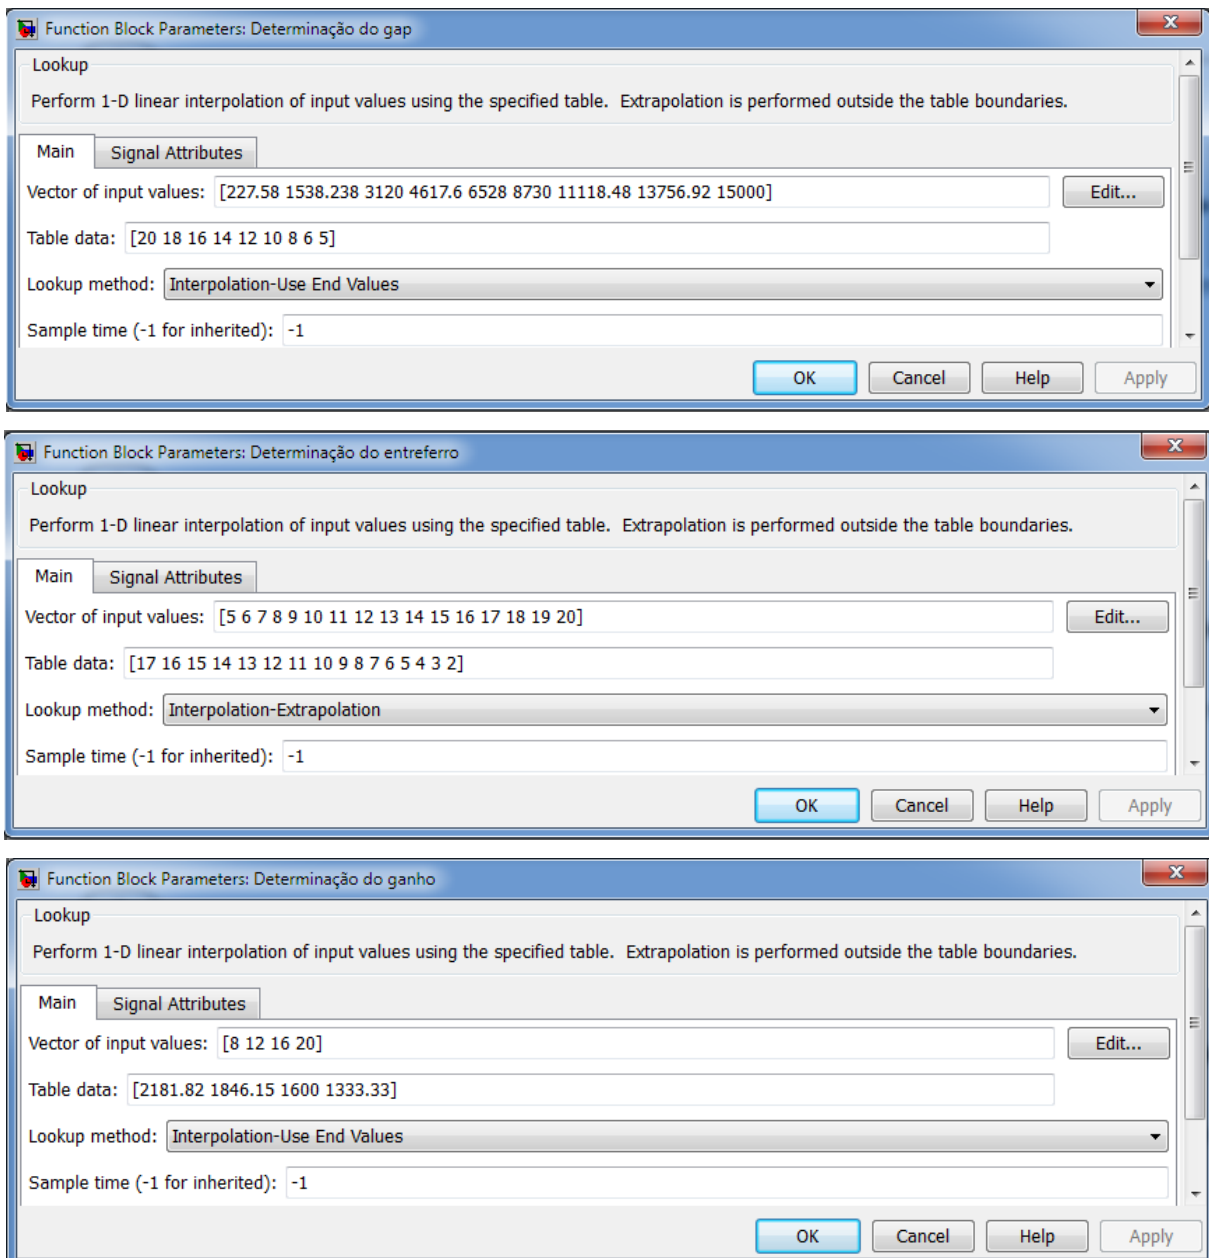 Function Block Parameters: Determinação do gap
Lookup
Perform 1-D linear interpolation of input values using the specified table. Extrapolation is performed outside the table boundaries.
Main Signal Attributes
Vector of input values: [227.58 1538.238 3120 4617.6 6528 8730 11118.48 13756.92 15000] Edit...
Table data: [20 18 16 14 12 10 8 6 5]
Lookup method: Interpolation-Use End Values
Sample time (-1 for inherited): -1
OK Cancel Help Apply
Function Block Parameters: Determinação do entreferro
Lookup
Perform 1-D linear interpolation of input values using the specified table. Extrapolation is performed outside the table boundaries.
Main Signal Attributes
Vector of input values: [5 6 7 8 9 10 11 12 13 14 15 16 17 18 19 20] Edit...
Table data: [17 16 15 14 13 12 11 10 9 8 7 6 5 4 3 2]
Lookup method: Interpolation-Extrapolation
Sample time (-1 for inherited): -1
OK Cancel Help Apply
Function Block Parameters: Determinação do ganho
Lookup
Perform 1-D linear interpolation of input values using the specified table. Extrapolation is performed outside the table boundaries.
Main Signal Attributes
Vector of input values: [8 12 16 20] Edit...
Table data: [2181.82 1846.15 1600 1333.33]
Lookup method: Interpolation-Use End Values
Sample time (-1 for inherited): -1
OK Cancel Help Apply